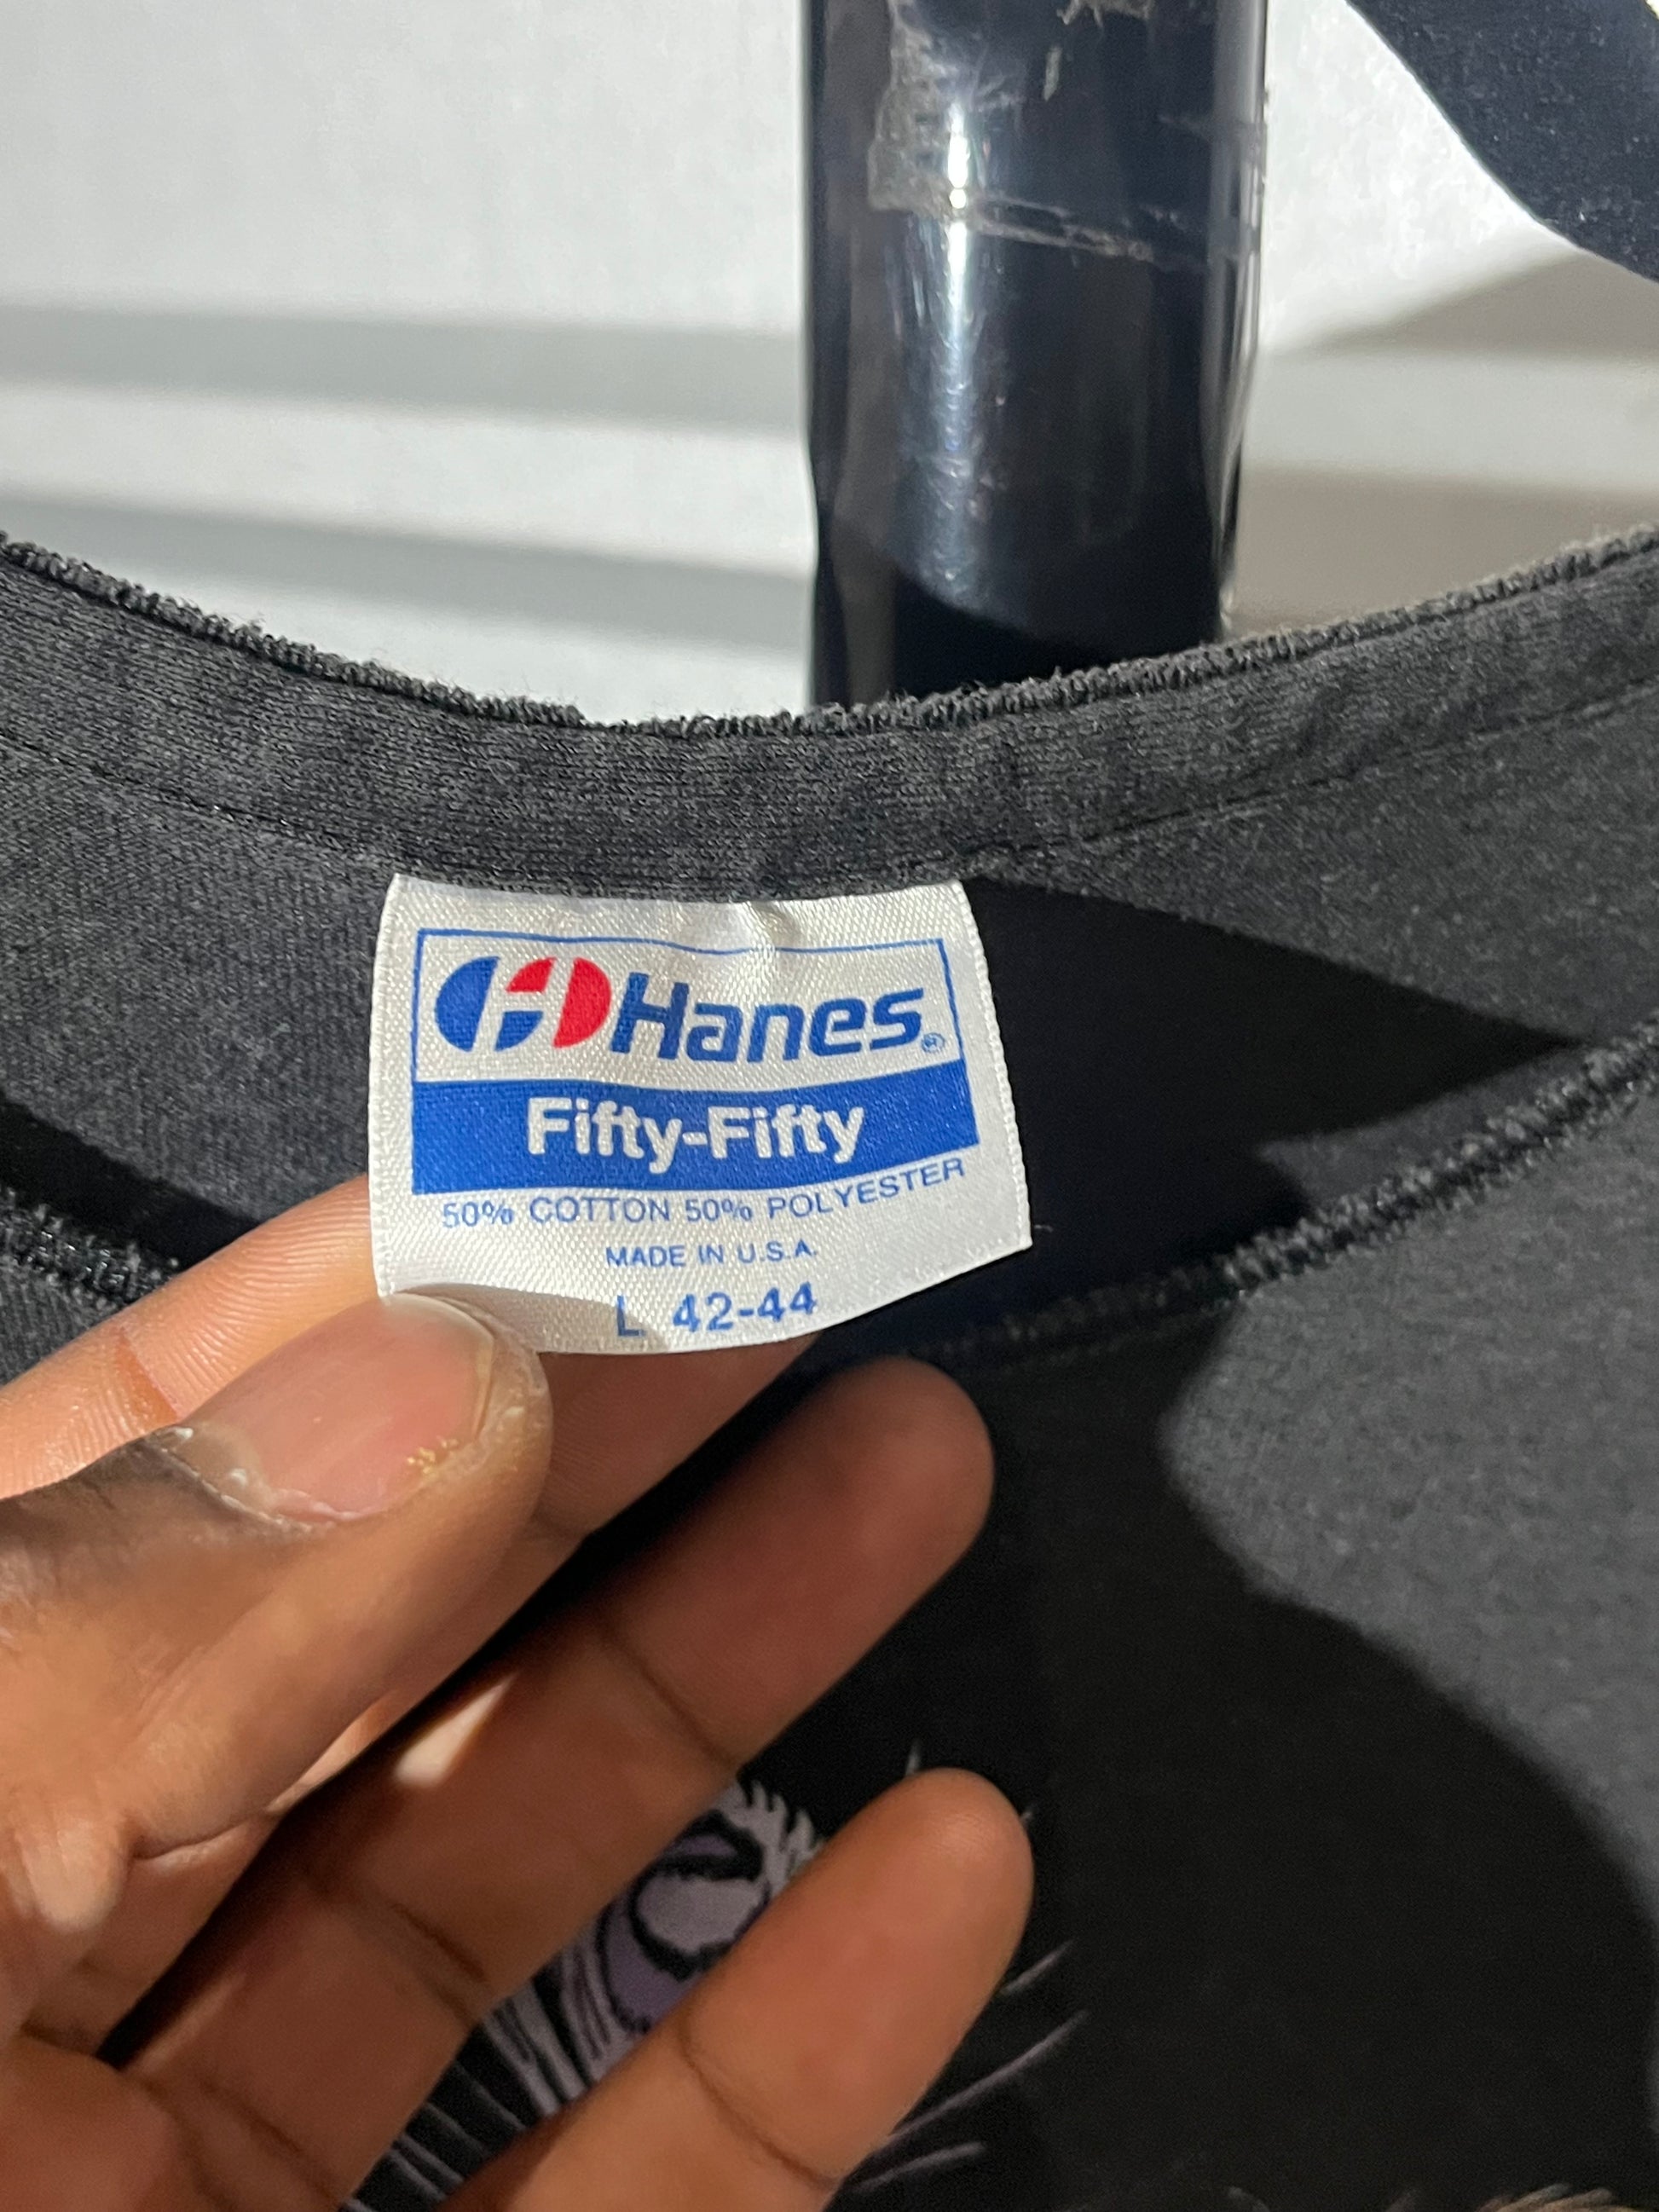 Hanes®
Fifty-Fifty
50% COTTON 50% POLYESTER
MADE IN U.S.A.
L 42-44